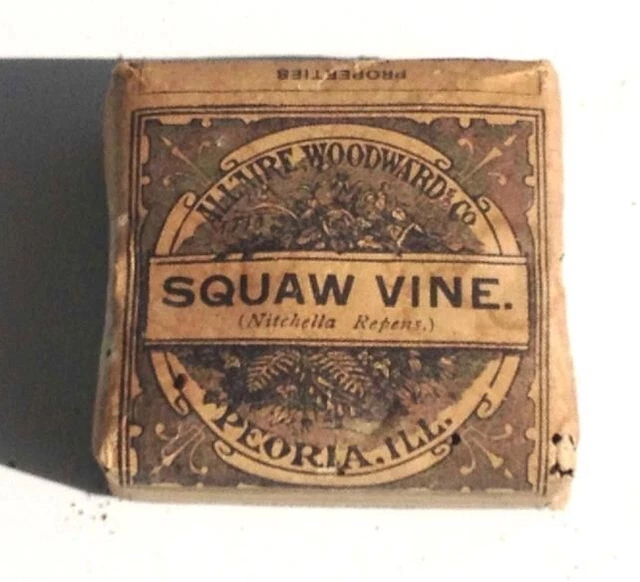 PROPERTIES
ALLAIRE, WOODWARD & CO
SQUAW VINE.
(Nitchella Repens.)
PEORIA, ILL.